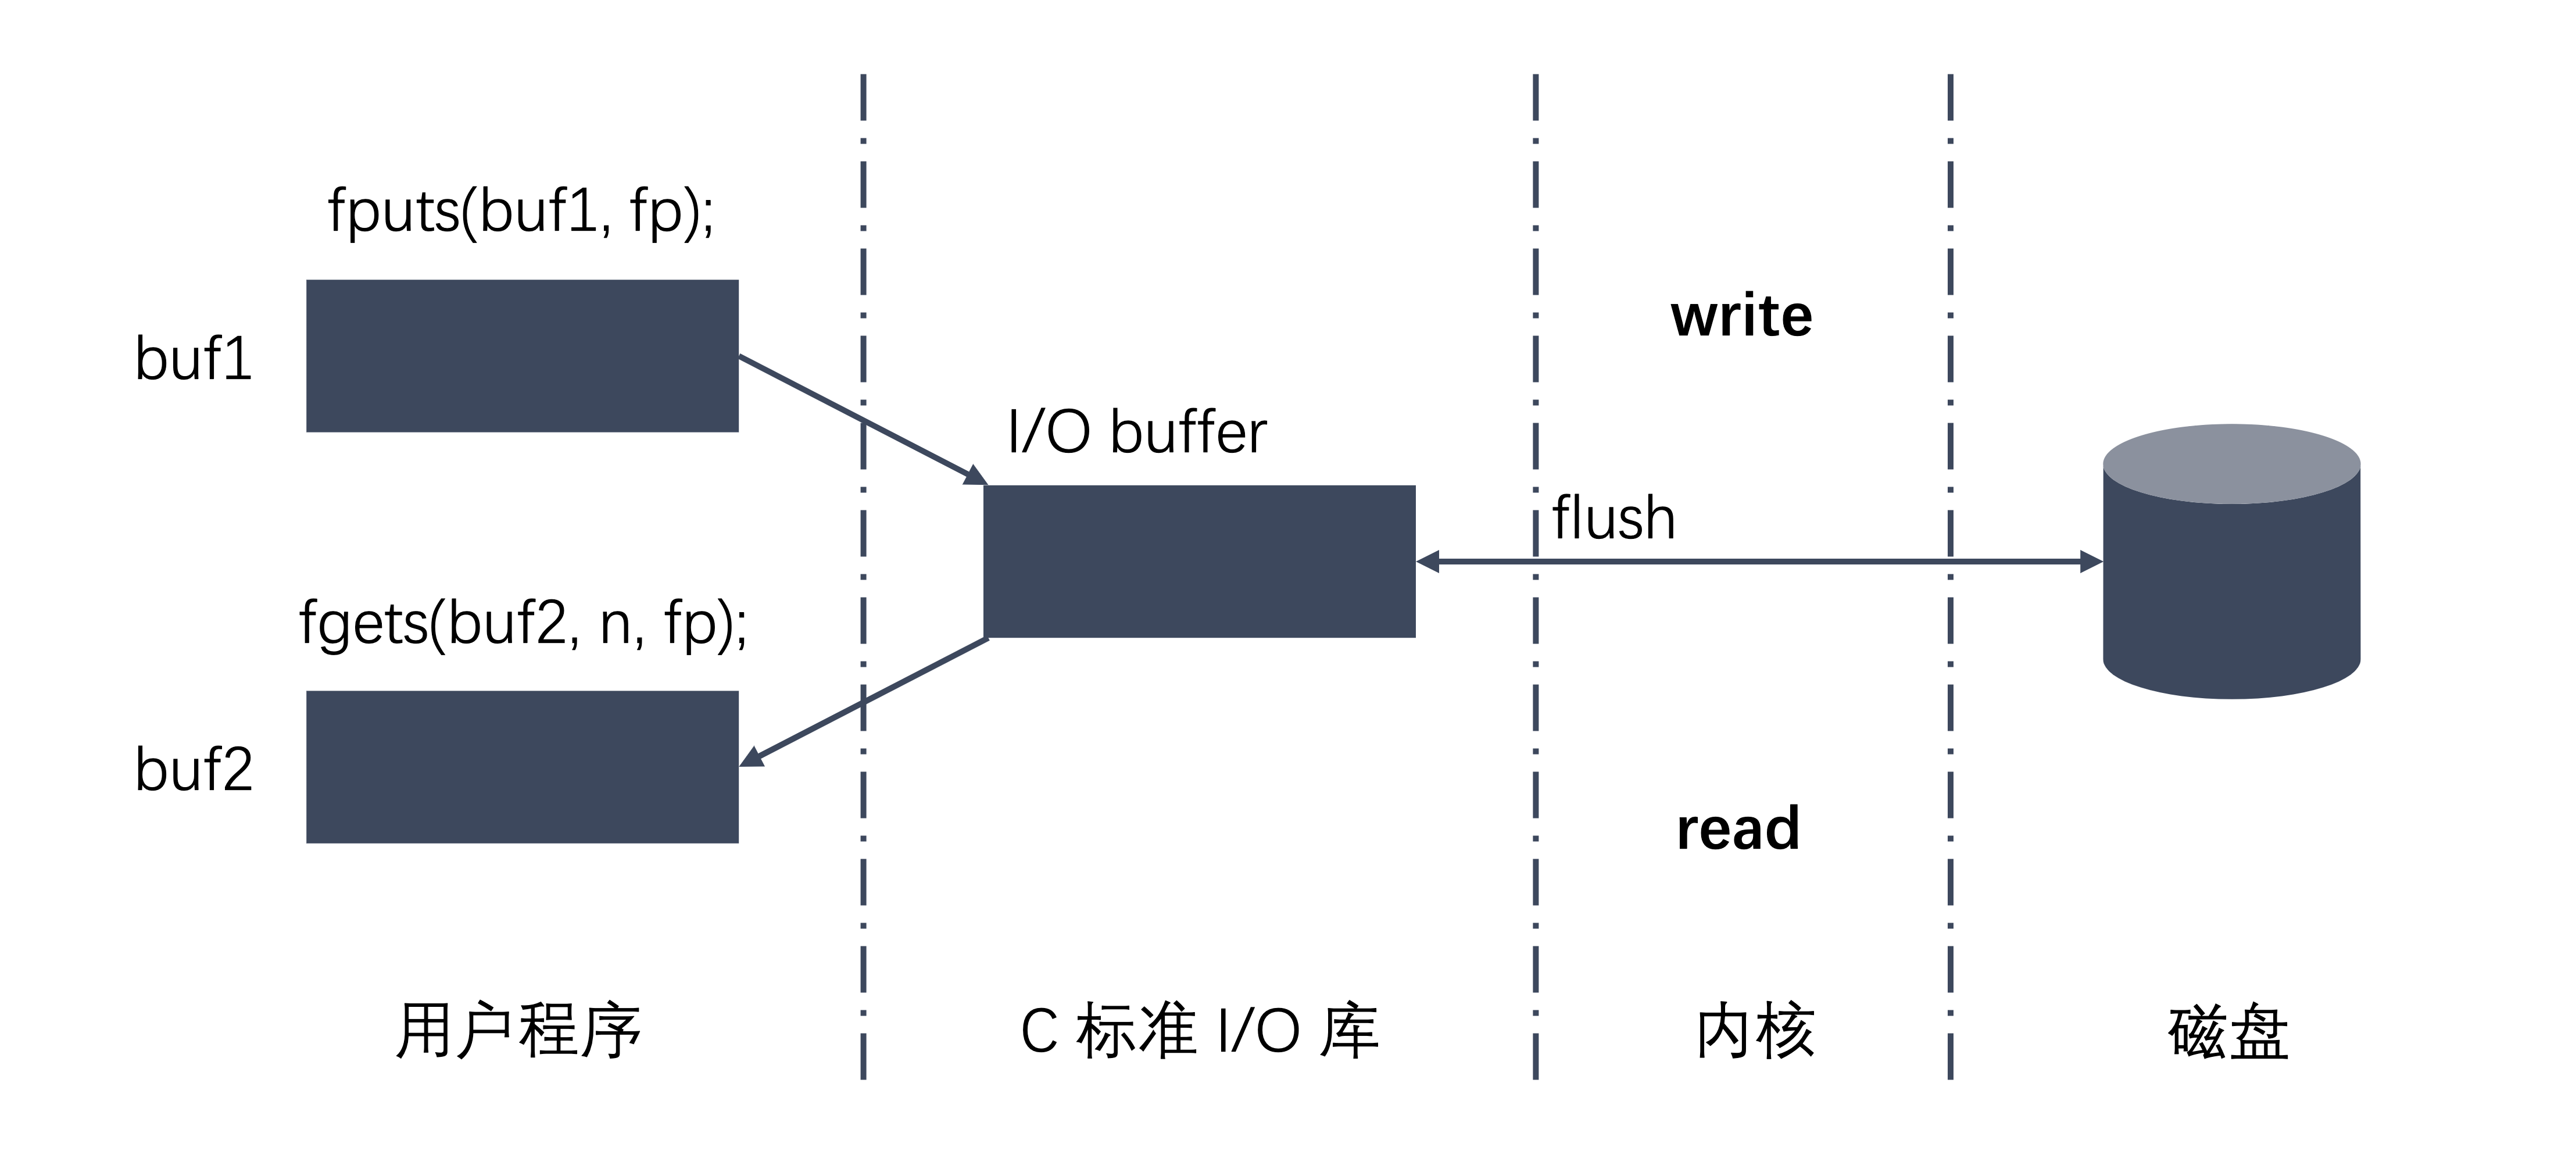 fputs(buf1, fp);
buf1
write
I/O buffer
flush
fgets(buf2, n, fp);
buf2
read
用户程序
C 标准 I/O 库
内核
磁盘